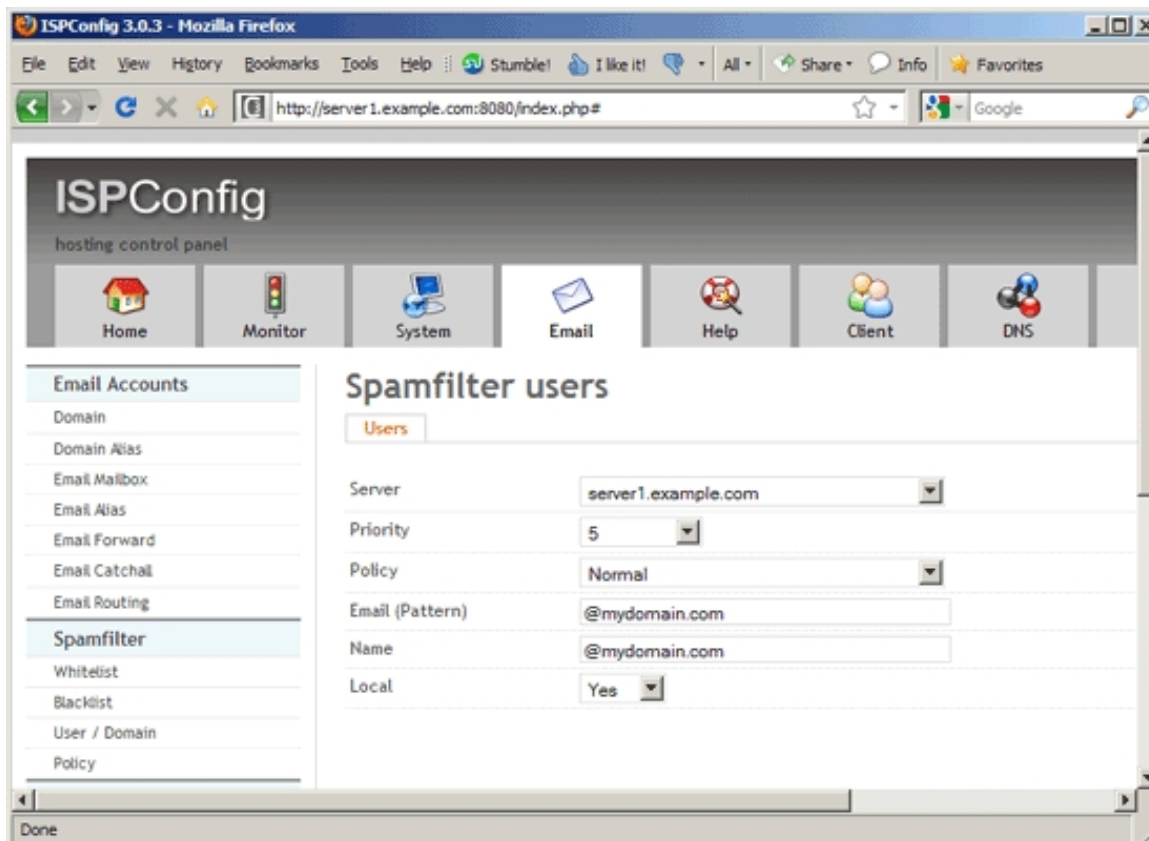 ISPConfig 3.0.3 - Mozilla Firefox
File Edit View History Bookmarks Tools Help Stumble! I like it! All Share Info Favorites
http://server1.example.com:8080/index.php# Google
ISPConfig
hosting control panel
Home Monitor System Email Help Client DNS
Email Accounts
Domain
Domain Alias
Email Mailbox
Email Alias
Email Forward
Email Catchall
Email Routing
Spamfilter
Whitelist
Blacklist
User / Domain
Policy
Spamfilter users
Users
Server server1.example.com
Priority 5
Policy Normal
Email (Pattern) @mydomain.com
Name @mydomain.com
Local Yes
Done